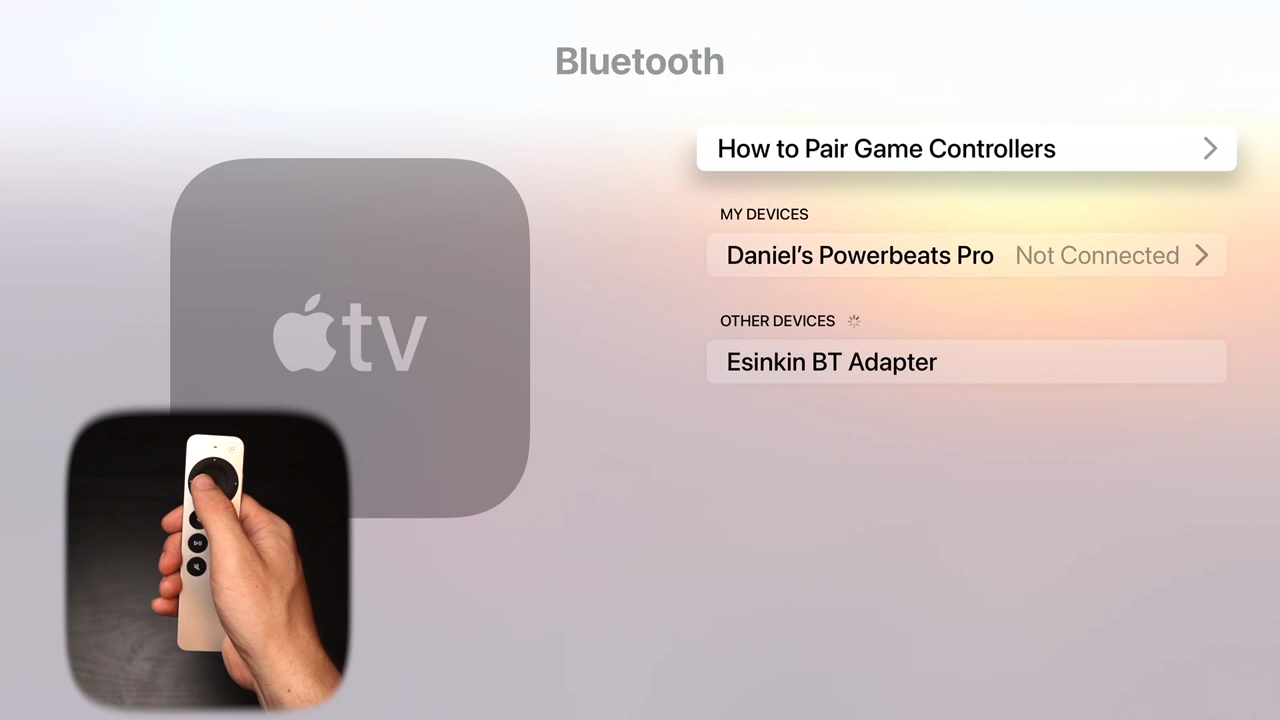 Bluetooth
How to Pair Game Controllers
MY DEVICES
Daniel’s Powerbeats Pro Not Connected
OTHER DEVICES
Esinkin BT Adapter
tv